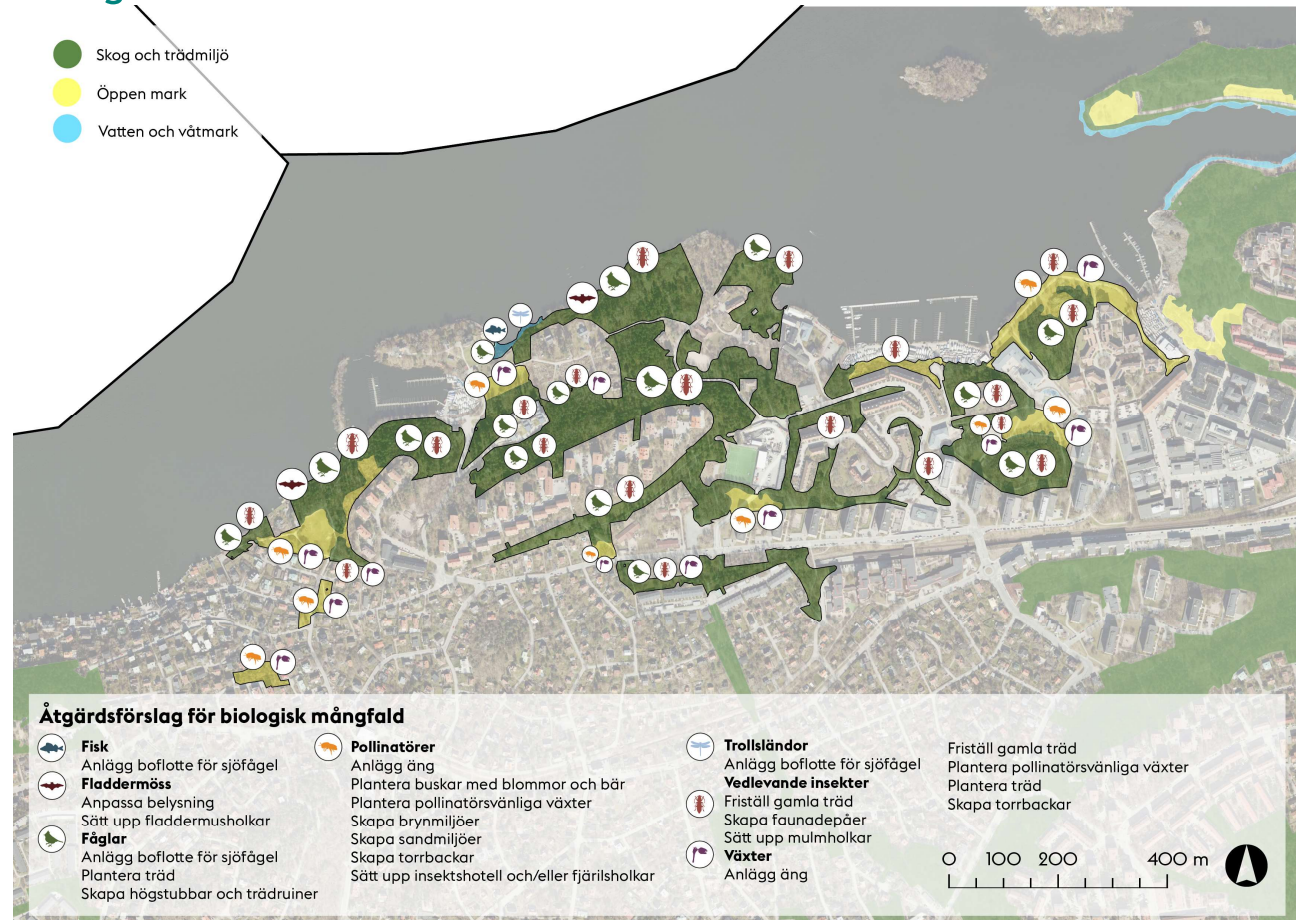 Skog och trädmiljö
Öppen mark
Vatten och våtmark
Åtgärdsförslag för biologisk mångfald
Fisk
Anlägg boflotte för sjöfågel
Fladdermöss
Anpassa belysning
Sätt upp fladdermusholkar
Fåglar
Anlägg boflotte för sjöfågel
Plantera träd
Skapa högstubbar och trädruiner
Pollinatörer
Anlägg äng
Plantera buskar med blommor och bär
Plantera pollinatörsvänliga växter
Skapa brynmiljöer
Skapa sandmiljöer
Skapa torrbackar
Sätt upp insektshotell och/eller fjärilsholkar
Trollsländor
Anlägg boflotte för sjöfågel
Vedlevande insekter
Friställ gamla träd
Skapa faunadepåer
Sätt upp mulmholkar
Växter
Anlägg äng
Friställ gamla träd
Plantera pollinatörsvänliga växter
Plantera träd
Skapa torrbackar
0 100 200 400 m